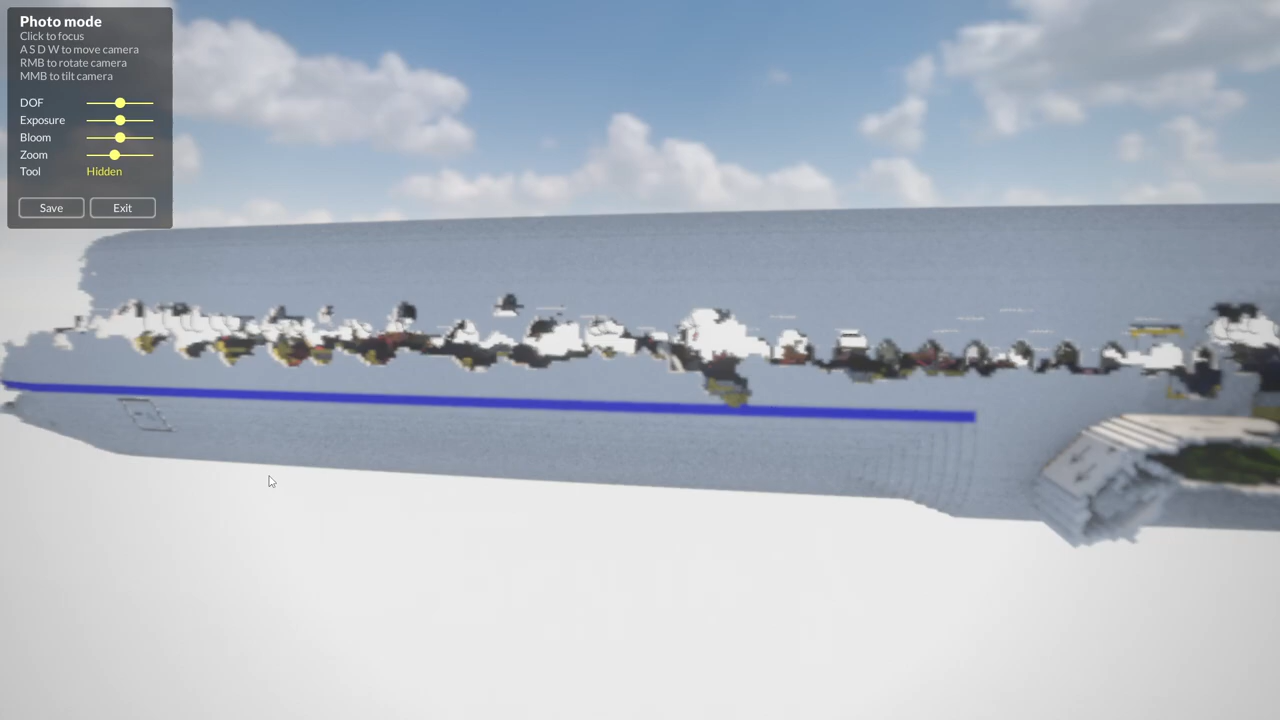 Photo mode
Click to focus
A S D W to move camera
RMB to rotate camera
MMB to tilt camera
DOF
Exposure
Bloom
Zoom
Tool Hidden
Save Exit